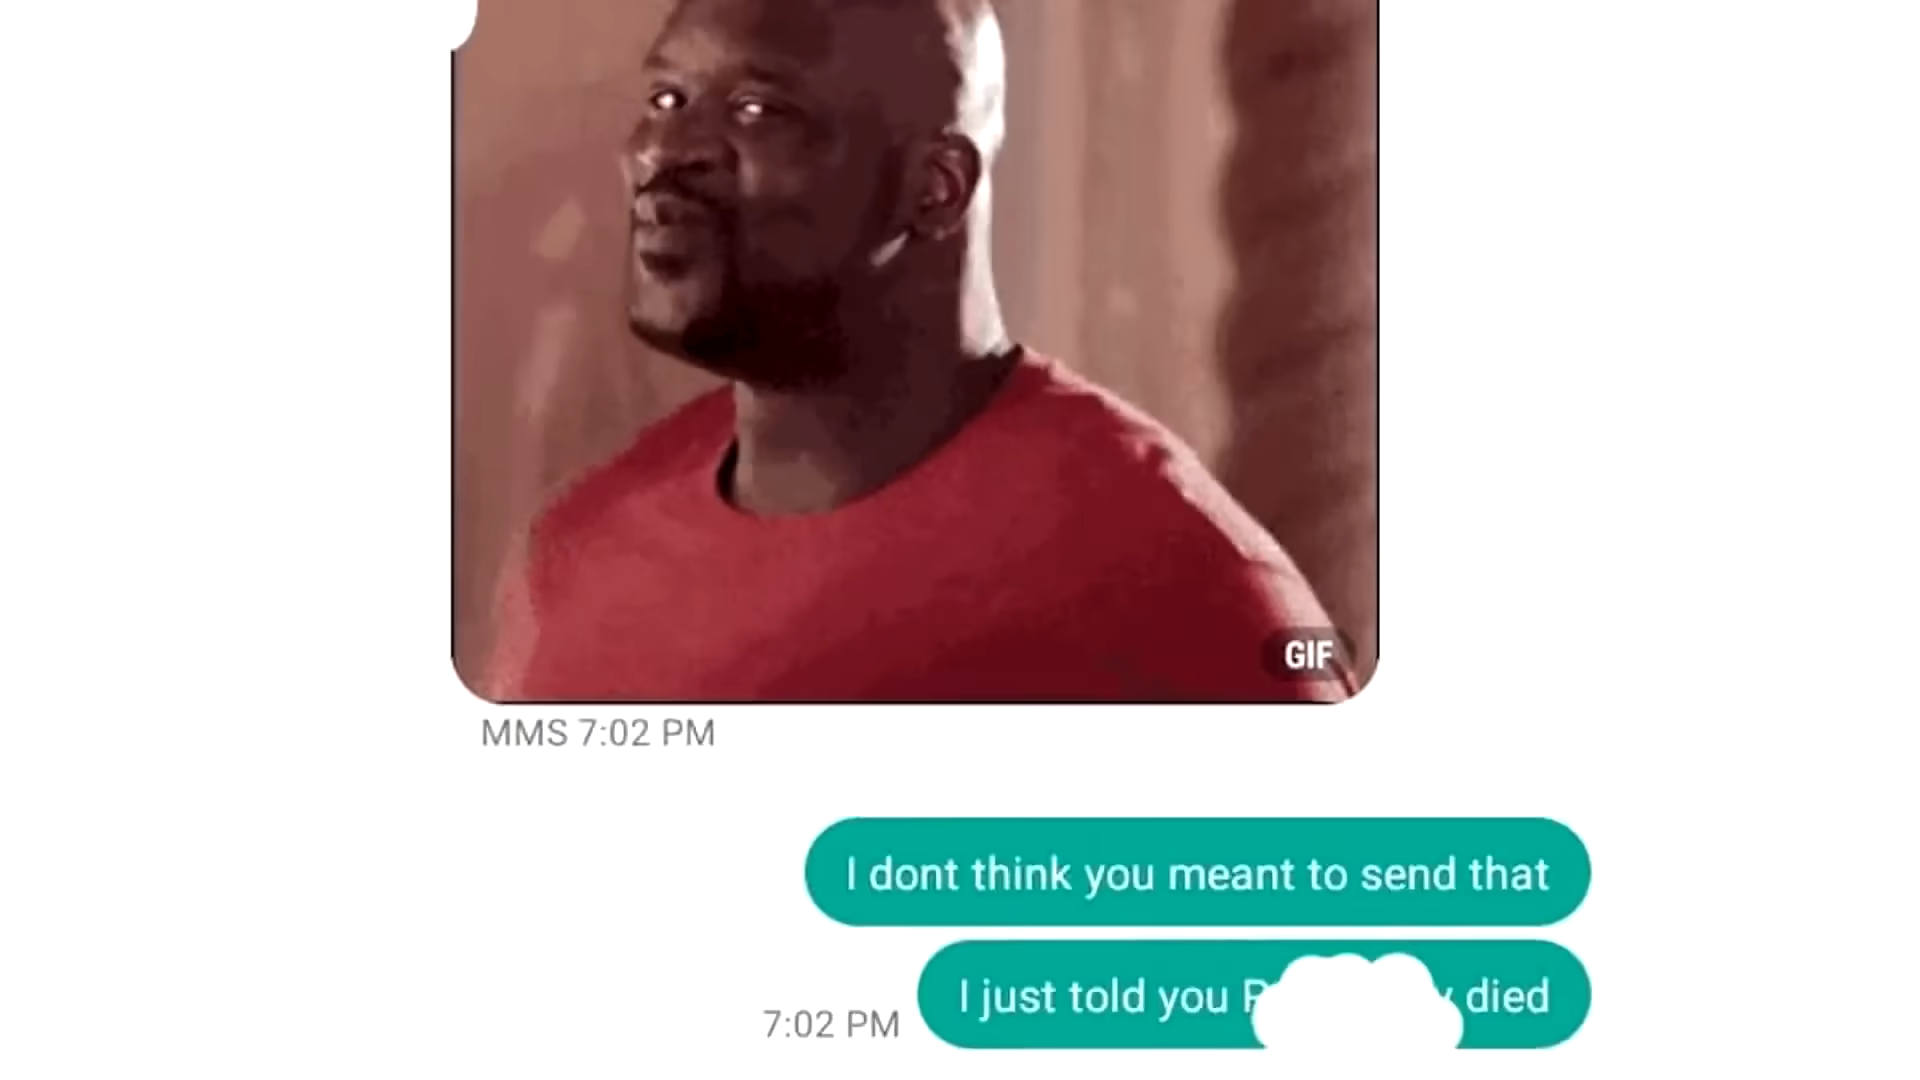 GIF
MMS 7:02 PM
I dont think you meant to send that
I just told you died
7:02 PM